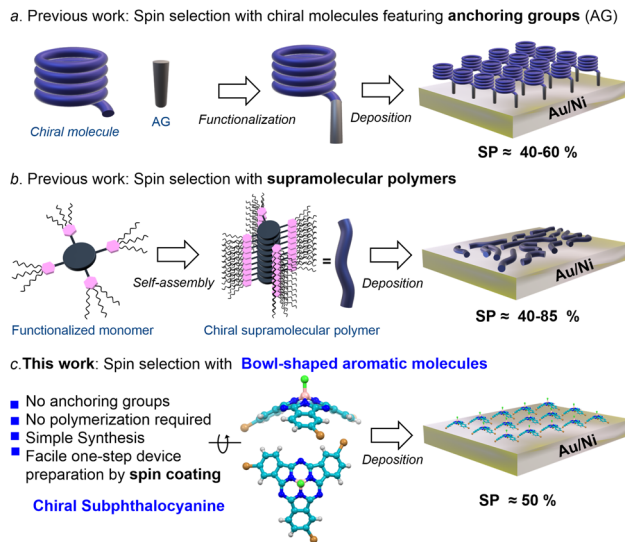 a. Previous work: Spin selection with chiral molecules featuring anchoring groups (AG)
Chiral molecule
AG
Functionalization
Deposition
Au/Ni
SP ≈ 40-60 %
b. Previous work: Spin selection with supramolecular polymers
Functionalized monomer
Self-assembly
=
Chiral supramolecular polymer
Deposition
Au/Ni
SP ≈ 40-85 %
c. This work: Spin selection with Bowl-shaped aromatic molecules
No anchoring groups
No polymerization required
Simple Synthesis
Facile one-step device
preparation by spin coating
Chiral Subphthalocyanine
Deposition
Au/Ni
SP ≈ 50 %